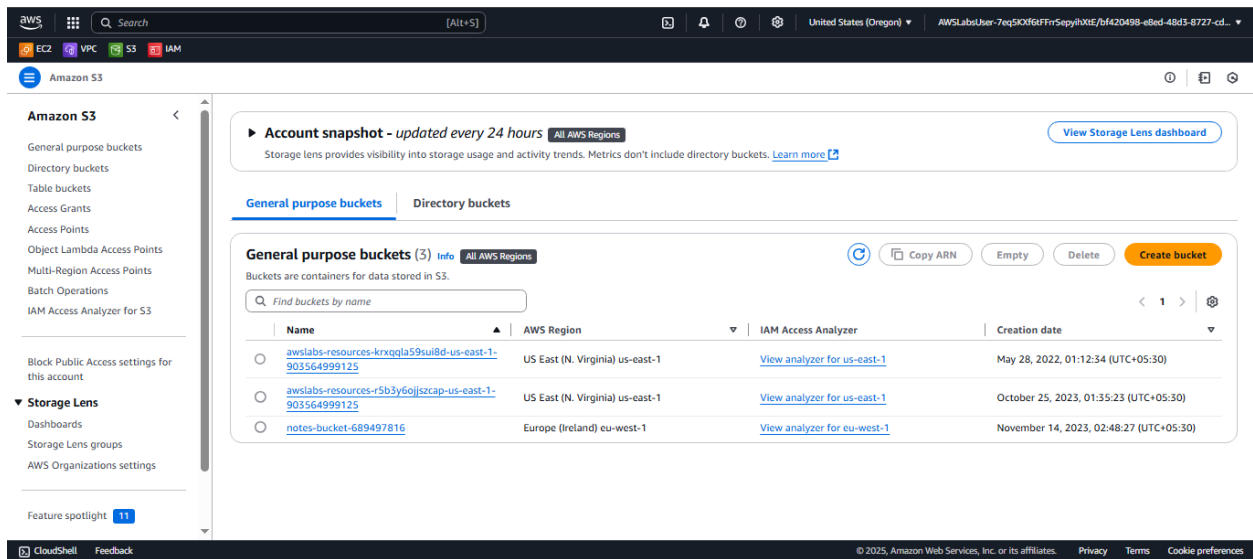 aws
Search [Alt+S]
United States (Oregon) ▼
AWSLabsUser-7eq5KXf6tFFrrSepyihXtE/bf420498-e8ed-48d3-8727-cd... ▼
EC2 VPC S3 IAM
Amazon S3
Amazon S3
General purpose buckets
Directory buckets
Table buckets
Access Grants
Access Points
Object Lambda Access Points
Multi-Region Access Points
Batch Operations
IAM Access Analyzer for S3
Block Public Access settings for
this account
▼ Storage Lens
Dashboards
Storage Lens groups
AWS Organizations settings
Feature spotlight 11
Account snapshot - updated every 24 hours All AWS Regions
View Storage Lens dashboard
Storage lens provides visibility into storage usage and activity trends. Metrics don't include directory buckets. Learn more
General purpose buckets Directory buckets
General purpose buckets (3) Info All AWS Regions
Copy ARN Empty Delete Create bucket
Buckets are containers for data stored in S3.
Find buckets by name
1
Name AWS Region IAM Access Analyzer Creation date
awslabs-resources-krxqqla59sui8d-us-east-1-
903564999125
US East (N. Virginia) us-east-1 View analyzer for us-east-1 May 28, 2022, 01:12:34 (UTC+05:30)
awslabs-resources-r5b3y6ojjszcap-us-east-1-
903564999125
US East (N. Virginia) us-east-1 View analyzer for us-east-1 October 25, 2023, 01:35:23 (UTC+05:30)
notes-bucket-689497816 Europe (Ireland) eu-west-1 View analyzer for eu-west-1 November 14, 2023, 02:48:27 (UTC+05:30)
CloudShell Feedback © 2025, Amazon Web Services, Inc. or its affiliates. Privacy Terms Cookie preferences